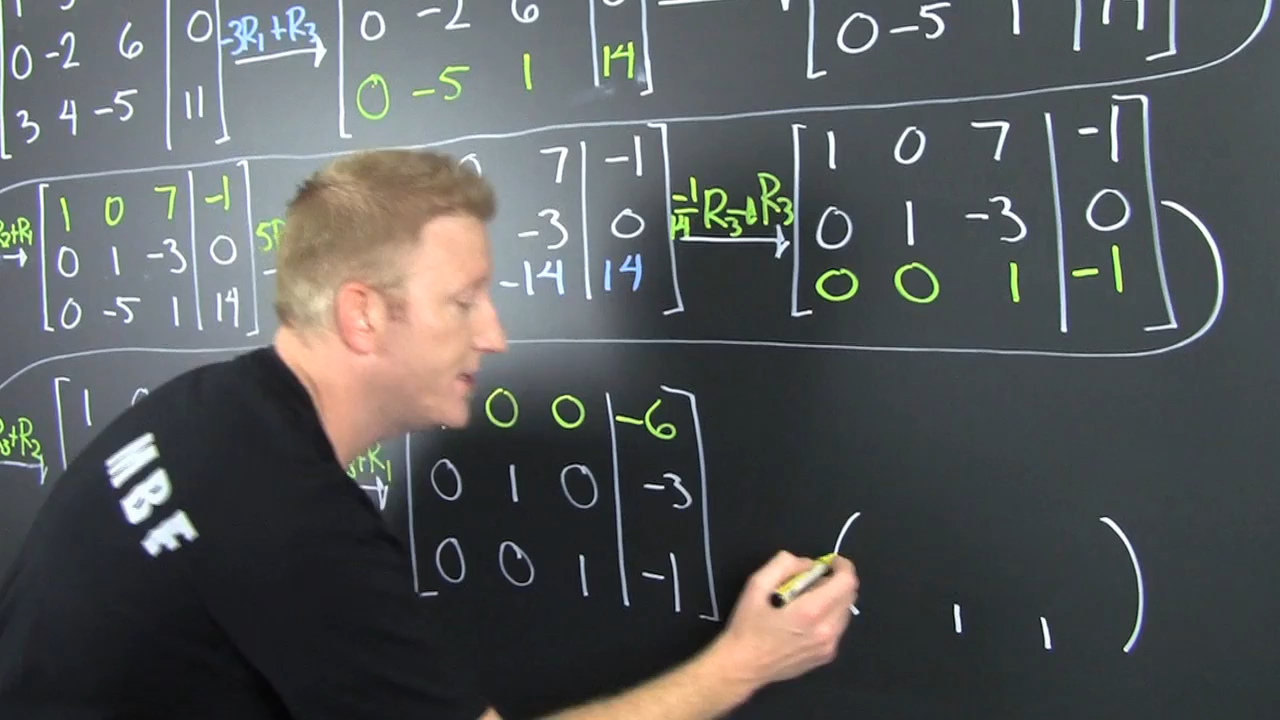 0 -2 6 0 -3R₁+R₃ 0 -2 6 0 -5 1 14
3 4 -5 11 0 -5 1 14
1 0 7 -1 7 -1 -1/14 R₃→R₃ 1 0 7 -1
0 1 -3 0 -3 0 0 1 -3 0
0 -5 1 14 -14 14 0 0 1 -1
+R₂ 1 +R₁ 0 0 -6
0 1 0 -3
0 0 1 -1
( , , )
MBE